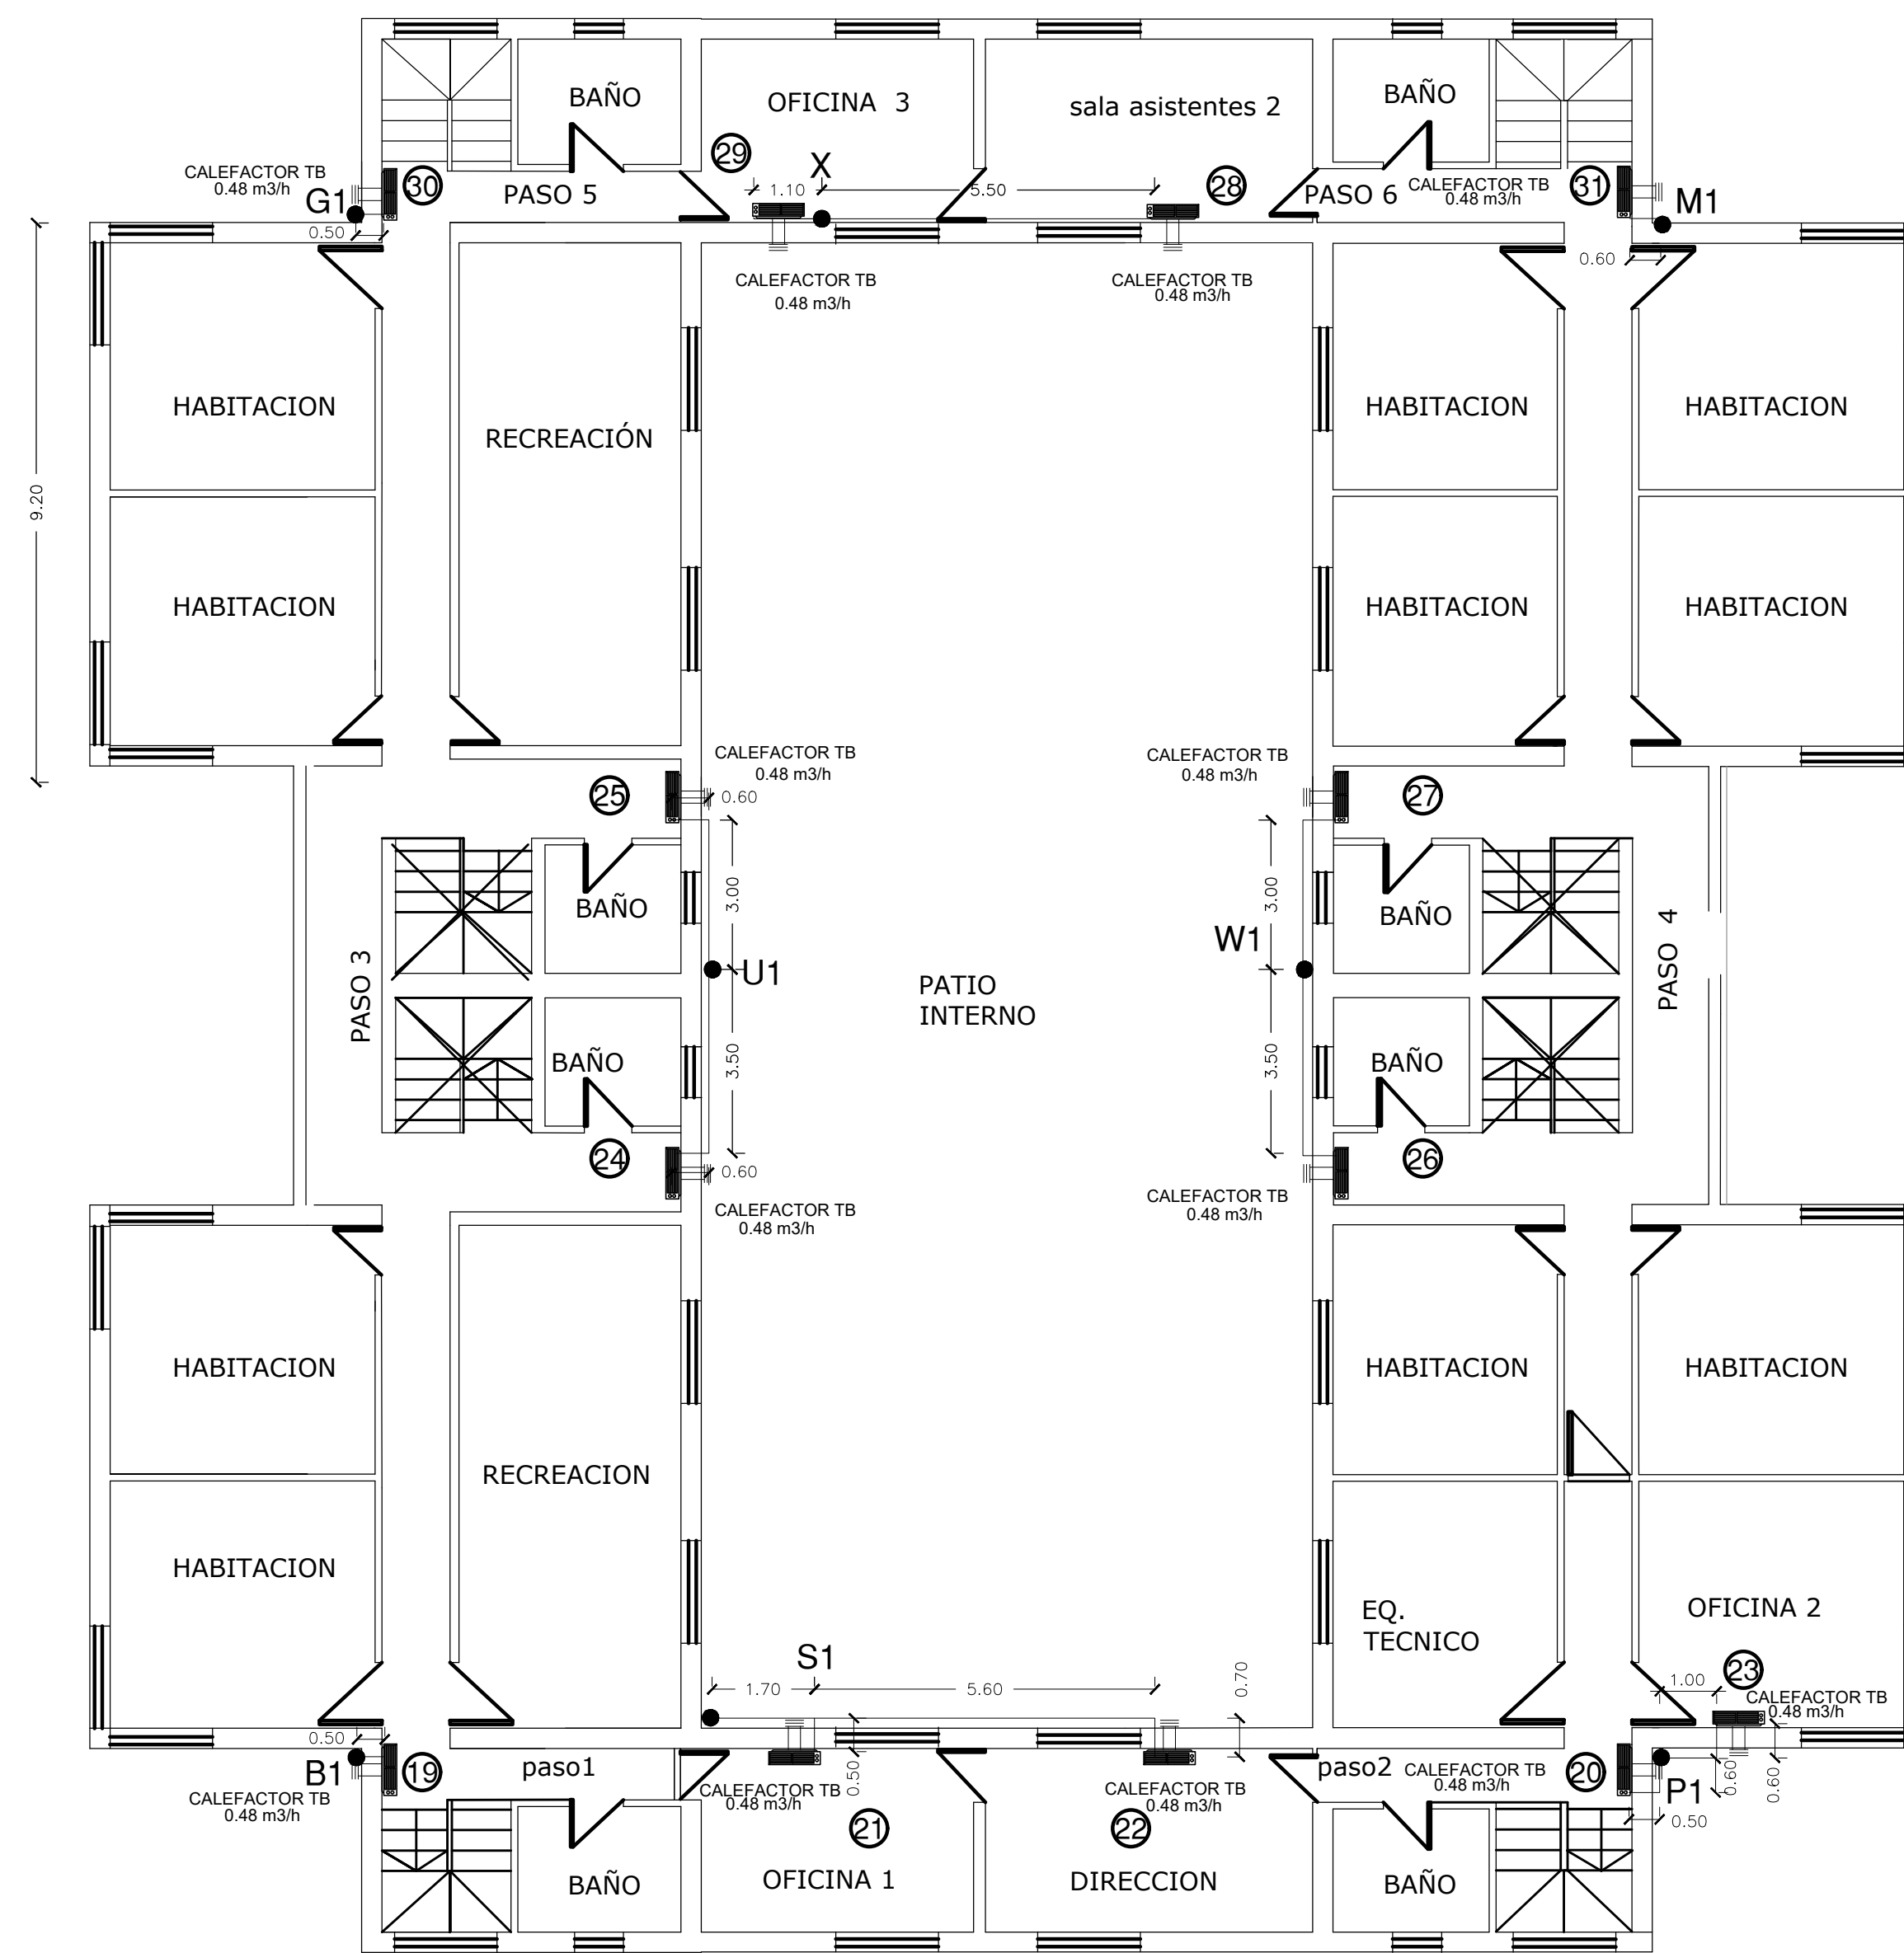 BAÑO
OFICINA 3
sala asistentes 2
BAÑO
CALEFACTOR TB
0.48 m3/h
G1
30
PASO 5
29
X
1.10
5.50
28
PASO 6
CALEFACTOR TB
0.48 m3/h
31
M1
0.50
0.60
CALEFACTOR TB
0.48 m3/h
CALEFACTOR TB
0.48 m3/h
HABITACION
RECREACIÓN
HABITACION
HABITACION
9.20
HABITACION
HABITACION
HABITACION
CALEFACTOR TB
0.48 m3/h
CALEFACTOR TB
0.48 m3/h
25
0.60
27
3.00
3.00
BAÑO
BAÑO
PASO 3
U1
W1
PATIO
INTERNO
PASO 4
BAÑO
3.50
3.50
BAÑO
24
0.60
26
CALEFACTOR TB
0.48 m3/h
CALEFACTOR TB
0.48 m3/h
HABITACION
HABITACION
HABITACION
RECREACION
HABITACION
EQ.
TECNICO
OFICINA 2
S1
1.70
5.60
0.70
23
1.00
CALEFACTOR TB
0.48 m3/h
0.50
B1
19
paso1
0.50
paso2
CALEFACTOR TB
0.48 m3/h
20
P1
0.60
0.60
0.50
CALEFACTOR TB
0.48 m3/h
CALEFACTOR TB
0.48 m3/h
CALEFACTOR TB
0.48 m3/h
21
22
BAÑO
OFICINA 1
DIRECCION
BAÑO